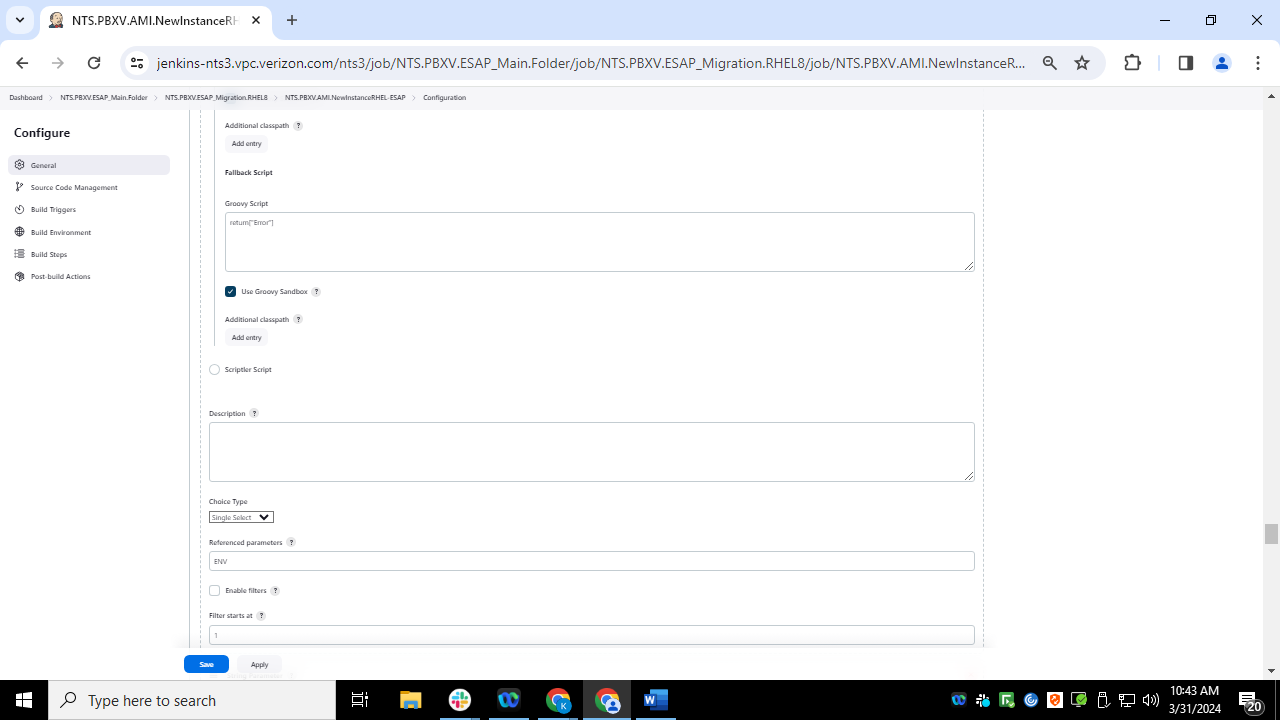 NTS.PBXV.AMI.NewInstanceRH
jenkins-nts3.vpc.verizon.com/nts3/job/NTS.PBXV.ESAP_Main.Folder/job/NTS.PBXV.ESAP_Migration.RHEL8/job/NTS.PBXV.AMI.NewInstanceR...
Dashboard > NTS.PBXV.ESAP_Main.Folder > NTS.PBXV.ESAP_Migration.RHEL8 > NTS.PBXV.AMI.NewInstanceRHEL-ESAP > Configuration
Configure
General
Source Code Management
Build Triggers
Build Environment
Build Steps
Post-build Actions
Additional classpath ?
Add entry
Fallback Script
Groovy Script
return["Error"]
Use Groovy Sandbox ?
Additional classpath ?
Add entry
Scriptler Script
Description ?
Choice Type
Single Select
Referenced parameters ?
ENV
Enable filters ?
Filter starts at ?
1
Save
Apply
Type here to search
K
10:43 AM
3/31/2024
20